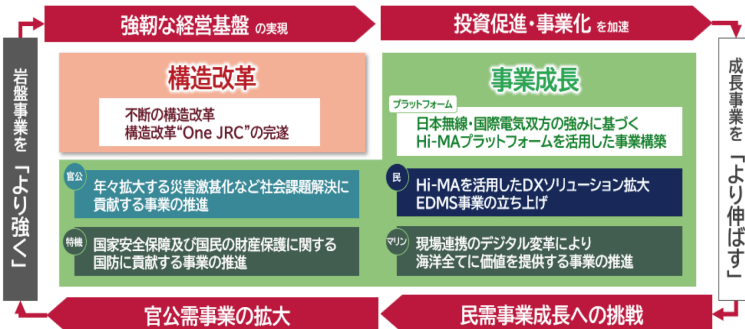 強靭な経営基盤 の実現
投資促進・事業化 を加速
岩盤事業を「より強く」
構造改革
不断の構造改革
構造改革“One JRC”の完遂
事業成長
プラットフォーム
日本無線・国際電気双方の強みに基づく
Hi-MAプラットフォームを活用した事業構築
官公
年々拡大する災害激甚化など社会課題解決に
貢献する事業の推進
民
Hi-MAを活用したDXソリューション拡大
EDMS事業の立ち上げ
特機
国家安全保障及び国民の財産保護に関する
国防に貢献する事業の推進
マリン
現場連携のデジタル変革により
海洋全てに価値を提供する事業の推進
成長事業を「より伸ばす」
官公需事業の拡大
民需事業成長への挑戦